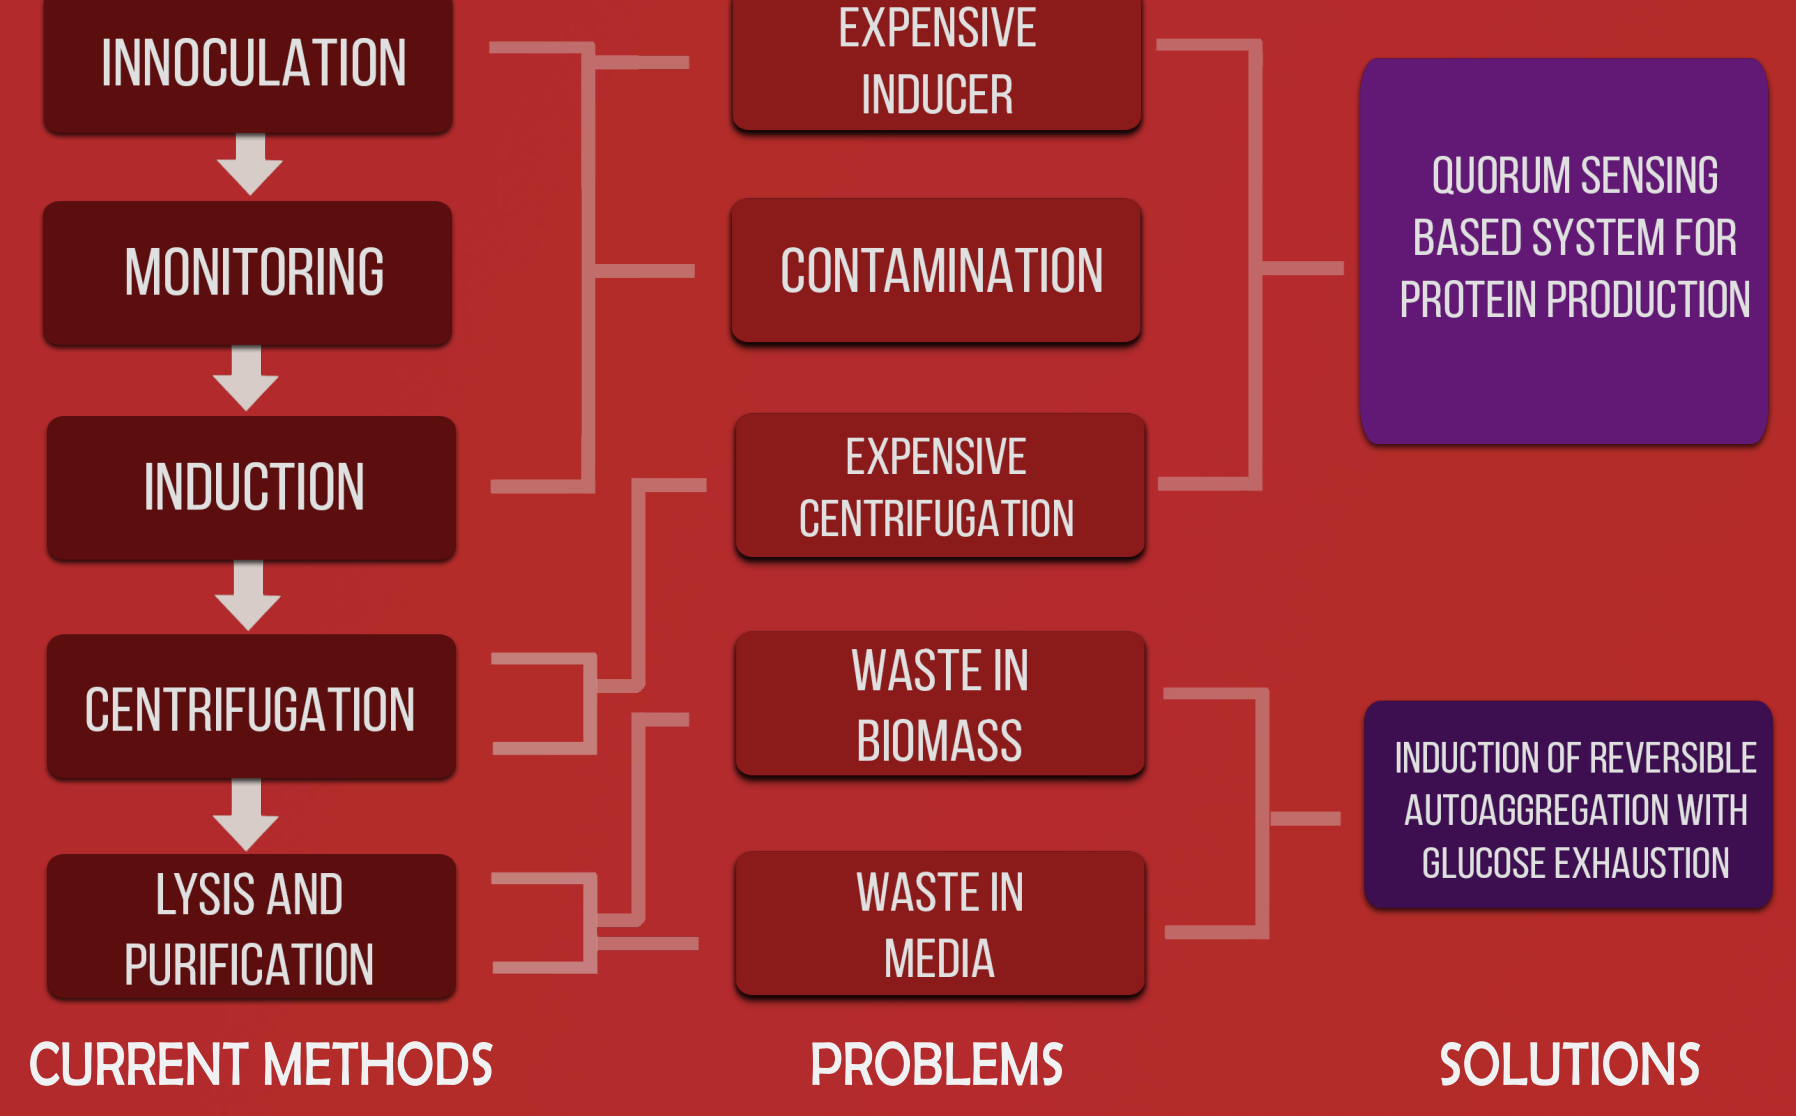 INNOCULATION
MONITORING
INDUCTION
CENTRIFUGATION
LYSIS AND
PURIFICATION
CURRENT METHODS
EXPENSIVE
INDUCER
CONTAMINATION
EXPENSIVE
CENTRIFUGATION
WASTE IN
BIOMASS
WASTE IN
MEDIA
PROBLEMS
QUORUM SENSING
BASED SYSTEM FOR
PROTEIN PRODUCTION
INDUCTION OF REVERSIBLE
AUTOAGGREGATION WITH
GLUCOSE EXHAUSTION
SOLUTIONS